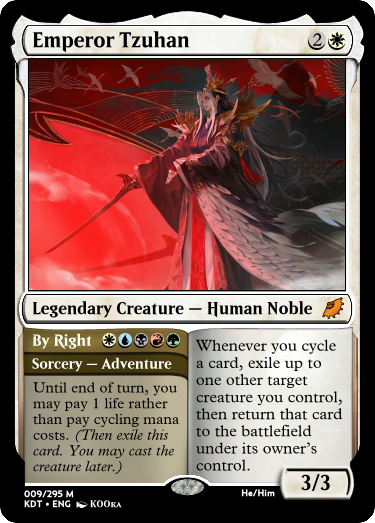 Emperor Tzuhan 2
Legendary Creature — Human Noble
By Right
Sorcery — Adventure
Until end of turn, you
may pay 1 life rather
than pay cycling mana
costs. (Then exile this
card. You may cast the
creature later.)
Whenever you cycle
a card, exile up to
one other target
creature you control,
then return that card
to the battlefield
under its owner's
control.
3/3
009/295 M
KDT • ENG KOOKA
He/Him